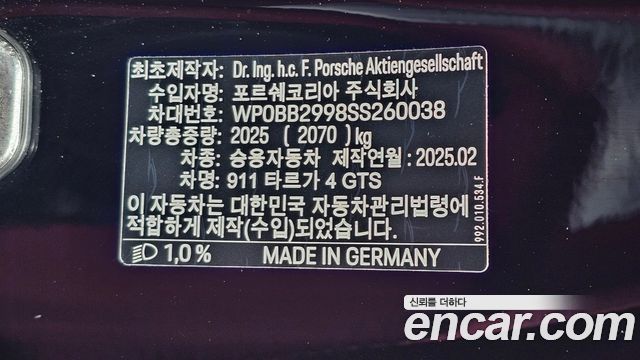 최초제작자: Dr. Ing. h.c. F. Porsche Aktiengesellschaft
수입자명: 포르쉐코리아 주식회사
차대번호: WP0BB2998SS260038
차량총중량: 2025 ( 2070 ) kg
차종: 승용자동차 제작연월: 2025.02
차명: 911 타르가 4 GTS
이 자동차는 대한민국 자동차관리법령에
적합하게 제작(수입)되었습니다.
1,0% MADE IN GERMANY
992.010.534.F
신뢰를 더하다
encar.com